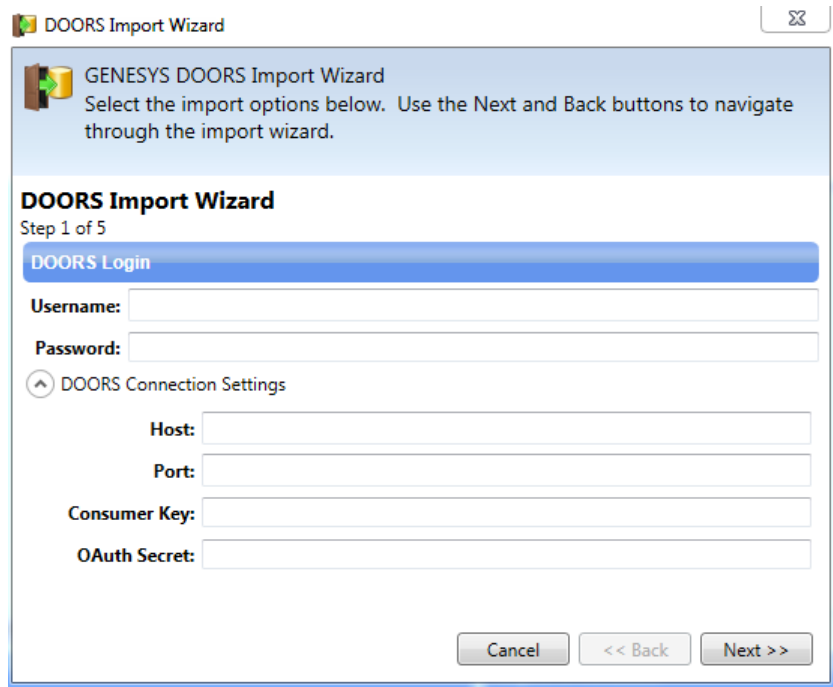 DOORS Import Wizard
GENESYS DOORS Import Wizard
Select the import options below.  Use the Next and Back buttons to navigate
through the import wizard.
DOORS Import Wizard
Step 1 of 5
DOORS Login
Username:
Password:
DOORS Connection Settings
Host:
Port:
Consumer Key:
OAuth Secret:
Cancel << Back Next >>